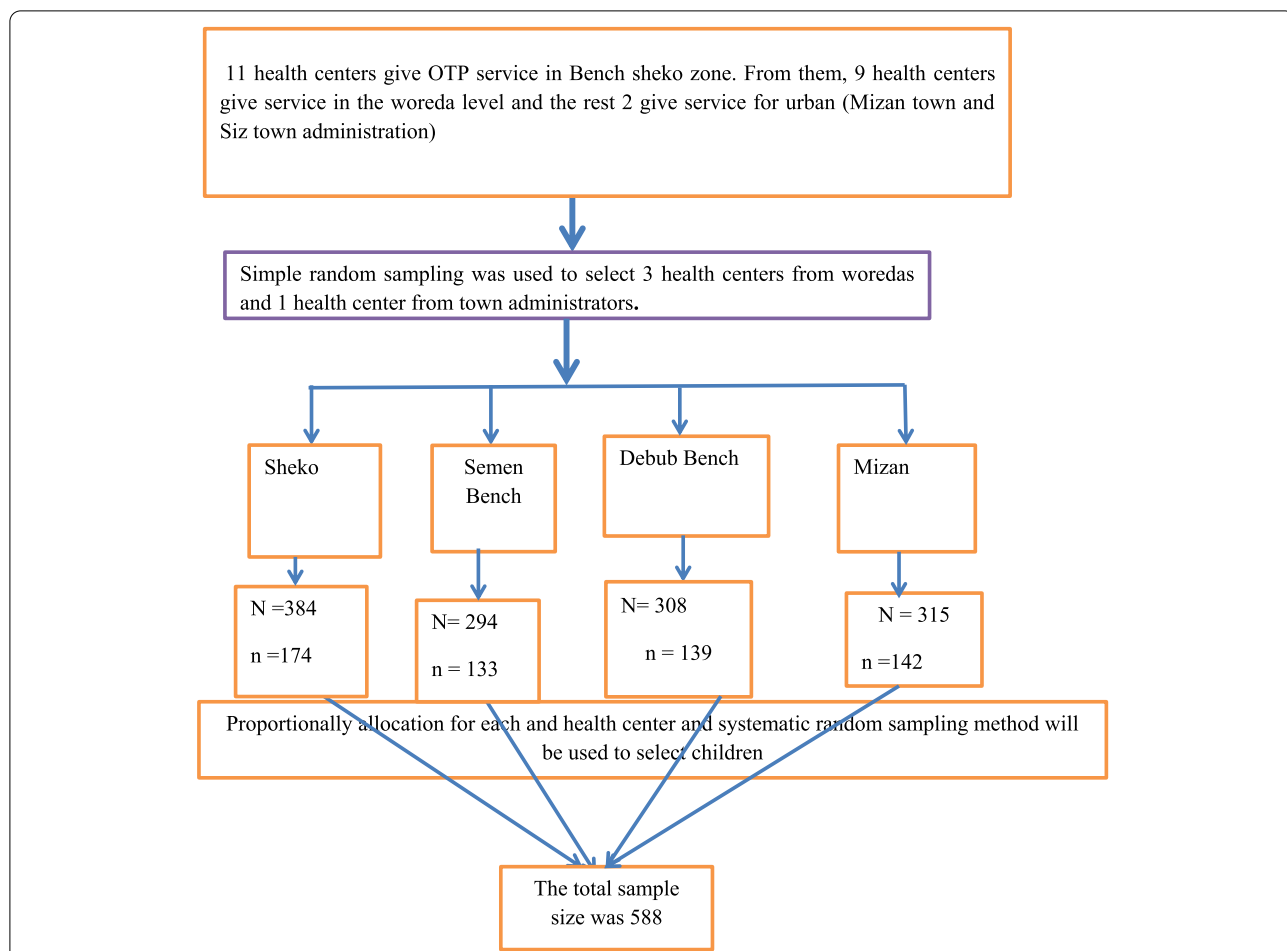 11 health centers give OTP service in Bench sheko zone. From them, 9 health centers
give service in the woreda level and the rest 2 give service for urban (Mizan town and
Siz town administration)
Simple random sampling was used to select 3 health centers from woredas
and 1 health center from town administrators.
Sheko
Semen
Bench
Debub Bench
Mizan
N =384
n =174
N= 294
n = 133
N= 308
n = 139
N = 315
n =142
Proportionally allocation for each and health center and systematic random sampling method will
be used to select children
The total sample
size was 588